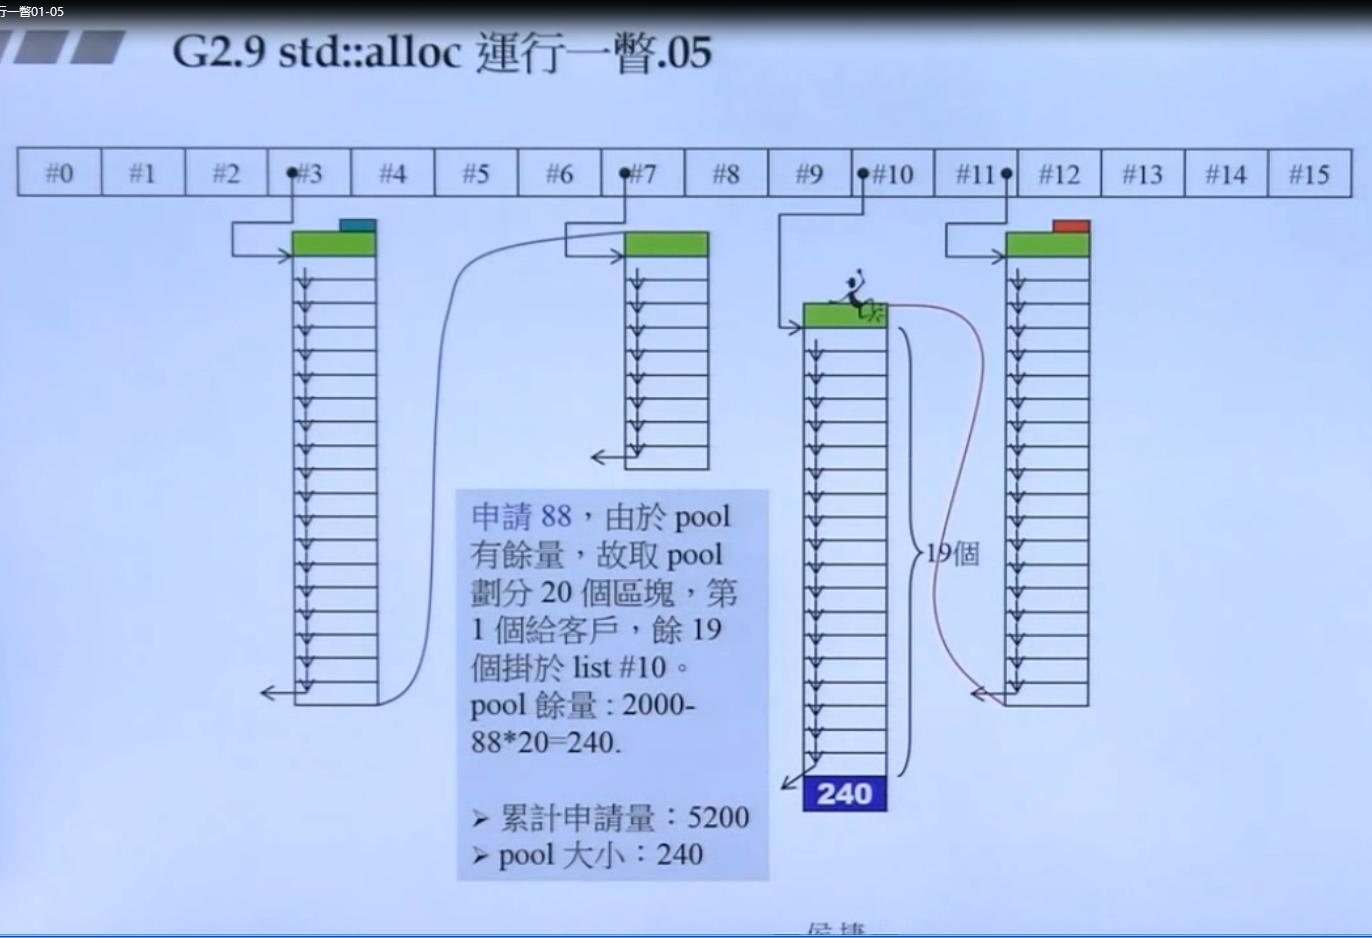 行一瞥01-05
G2.9 std::alloc 運行一瞥.05
#0 #1 #2 #3 #4 #5 #6 #7 #8 #9 #10 #11 #12 #13 #14 #15
申請 88，由於 pool
有餘量，故取 pool
劃分 20 個區塊，第
1 個給客戶，餘 19
個掛於 list #10。
pool 餘量 : 2000-
88*20=240.
19個
240
➢ 累計申請量：5200
➢ pool 大小：240